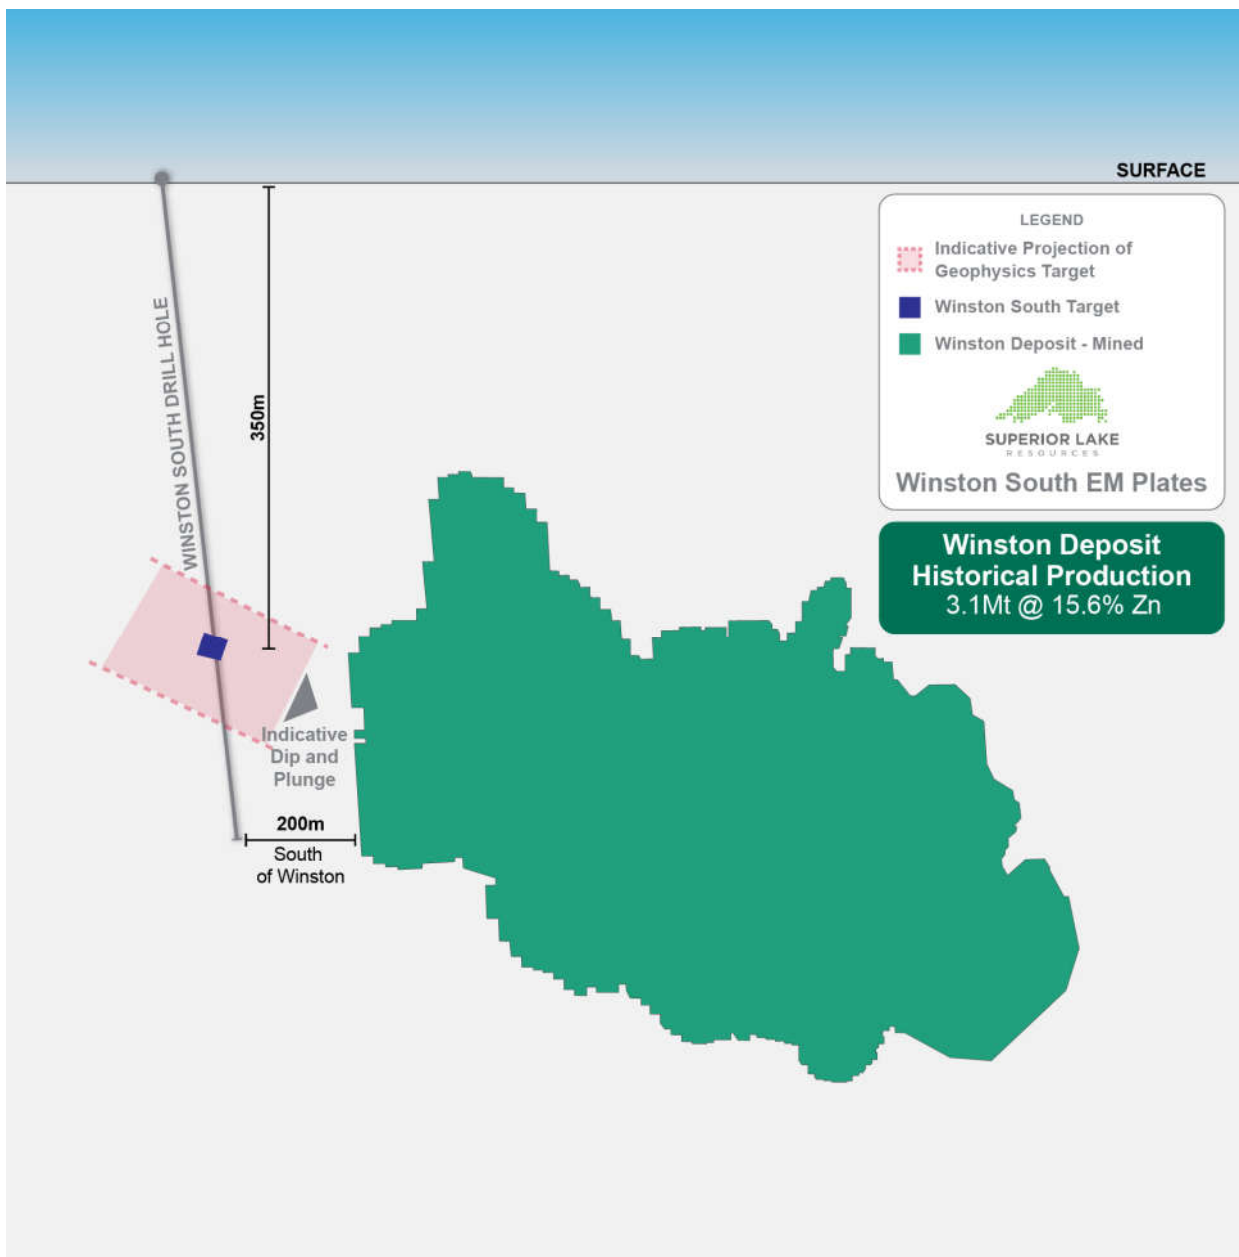 SURFACE
LEGEND
Indicative Projection of
Geophysics Target
Winston South Target
Winston Deposit - Mined
SUPERIOR LAKE
RESOURCES
Winston South EM Plates
Winston Deposit
Historical Production
3.1Mt @ 15.6% Zn
WINSTON SOUTH DRILL HOLE
350m
Indicative
Dip and
Plunge
200m
South
of Winston